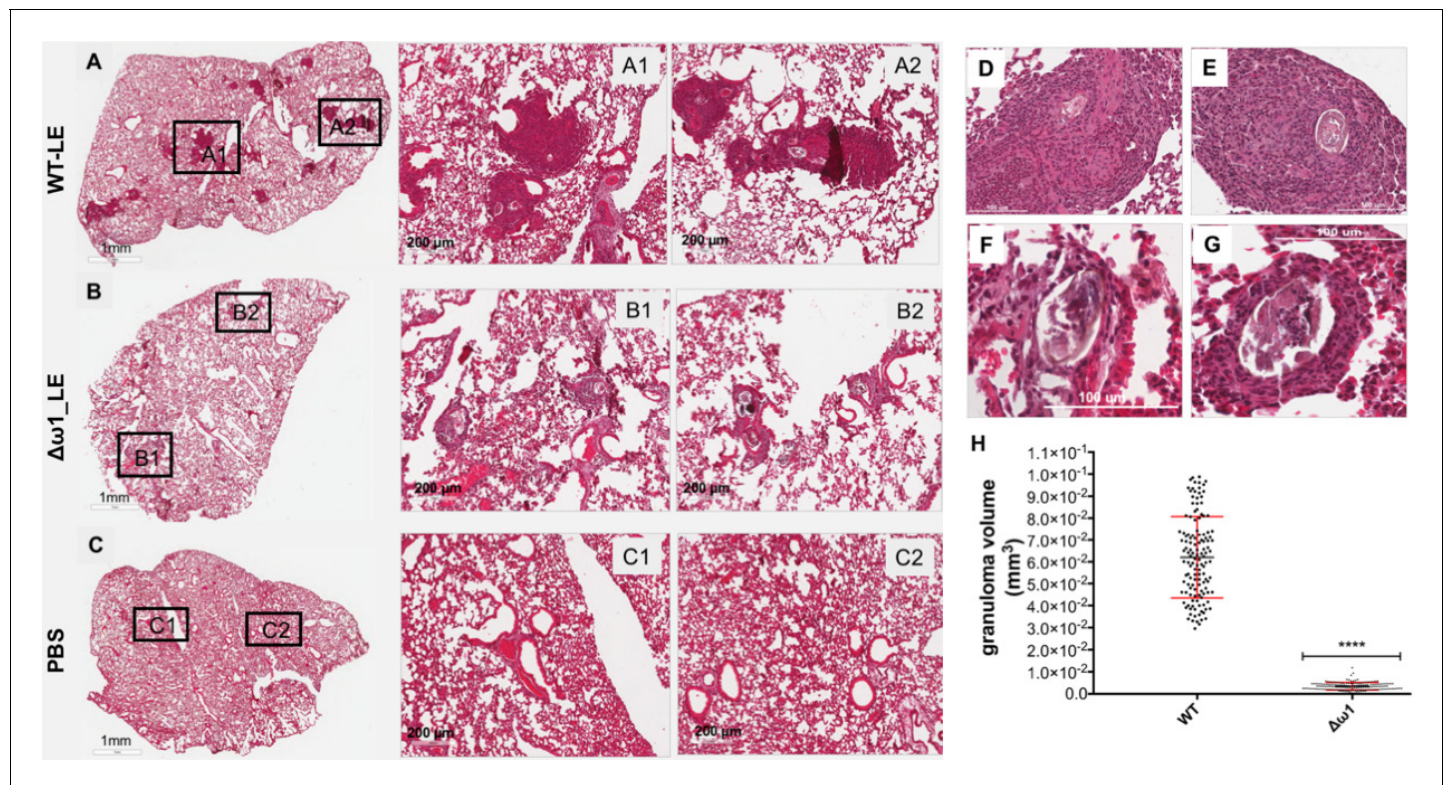 WT-LE
A
A1
A2
1mm
A1
200 μm
A2
200 μm
Δω1_LE
B
B1
B2
1mm
B1
200 μm
B2
200 μm
PBS
C
C1
C2
1mm
C1
200 μm
C2
200 μm
D
E
F
100 um
G
100 um
H
granuloma volume
(mm³)
1.1×10⁻¹
1.0×10⁻¹
9.0×10⁻²
8.0×10⁻²
7.0×10⁻²
6.0×10⁻²
5.0×10⁻²
4.0×10⁻²
3.0×10⁻²
2.0×10⁻²
1.0×10⁻²
0.0
****
WT
Δω1